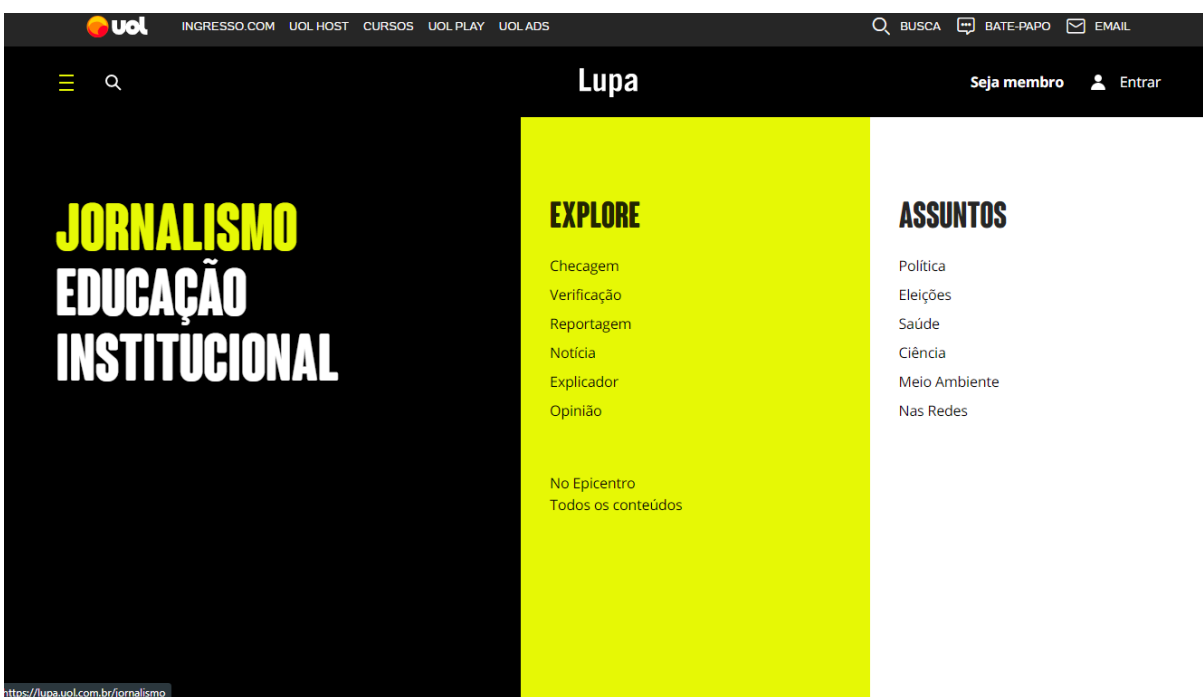 uol INGRESSO.COM UOL HOST CURSOS UOL PLAY UOL ADS BUSCA BATE-PAPO EMAIL
Lupa Seja membro Entrar
JORNALISMO
EDUCAÇÃO
INSTITUCIONAL
EXPLORE
Checagem
Verificação
Reportagem
Notícia
Explicador
Opinião
No Epicentro
Todos os conteúdos
ASSUNTOS
Política
Eleições
Saúde
Ciência
Meio Ambiente
Nas Redes
https://lupa.uol.com.br/jornalismo